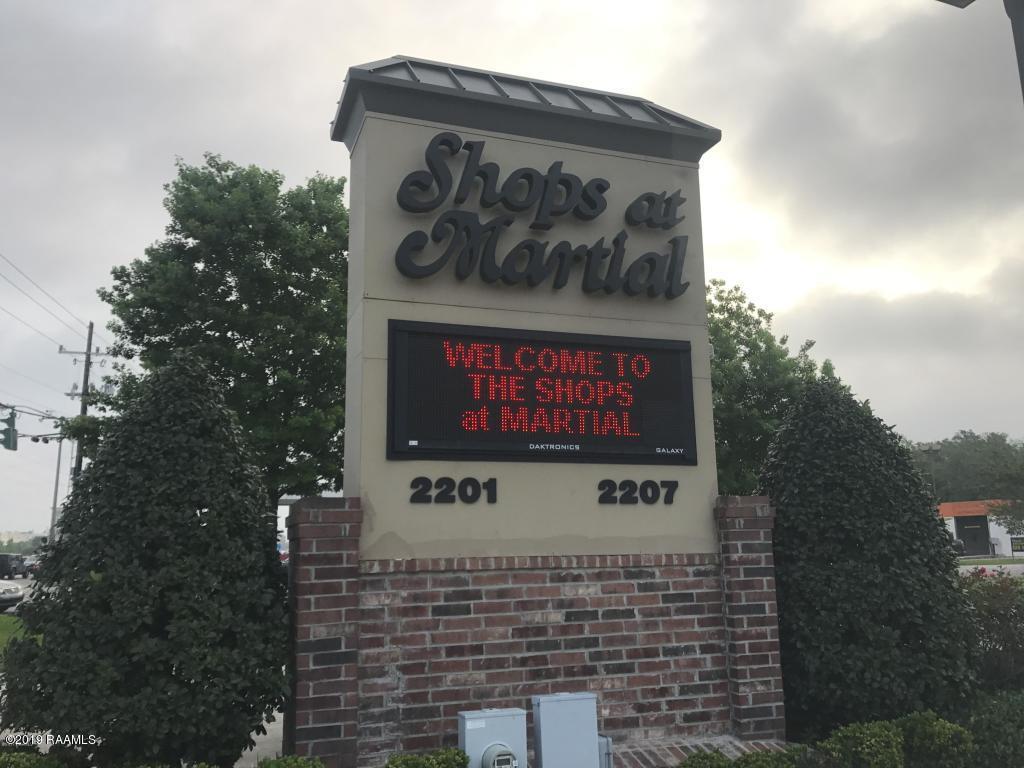 Shops at
Martial
WELCOME TO
THE SHOPS
at MARTIAL
DAKTRONICS GALAXY
2201 2207
©2019 RAAMLS